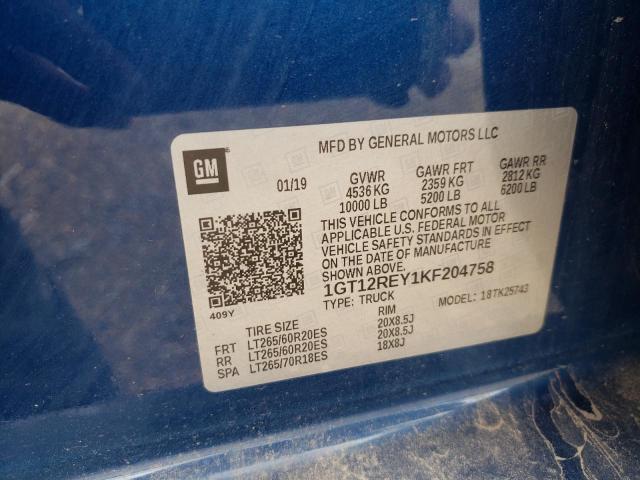 MFD BY GENERAL MOTORS LLC
GM
01/19
GVWR GAWR FRT GAWR RR
4536 KG 2359 KG 2812 KG
10000 LB 5200 LB 6200 LB
THIS VEHICLE CONFORMS TO ALL
APPLICABLE U.S. FEDERAL MOTOR
VEHICLE SAFETY STANDARDS IN EFFECT
ON THE DATE OF MANUFACTURE
SHOWN ABOVE.
1GT12REY1KF204758
TYPE: TRUCK MODEL: 18TK25743
409Y
TIRE SIZE RIM
FRT LT265/60R20ES 20X8.5J
RR LT265/60R20ES 20X8.5J
SPA LT265/70R18ES 18X8J